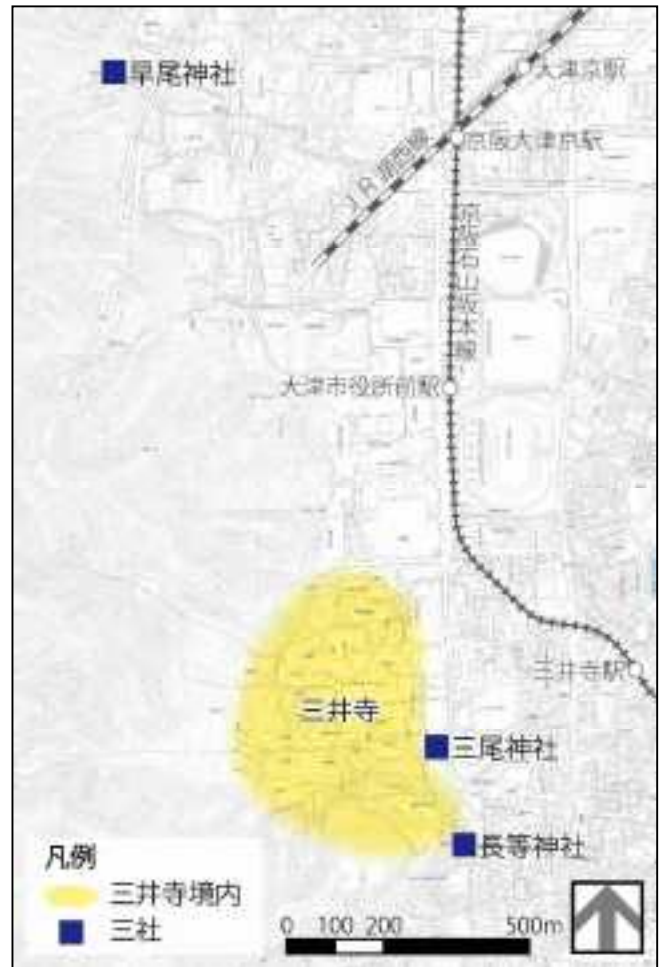 早尾神社
大津京駅
京阪大津京駅
JR湖西線
京阪石山坂本線
大津市役所前駅
三井寺駅
三井寺
三尾神社
長等神社
凡例
三井寺境内
三社
0 100 200 500m